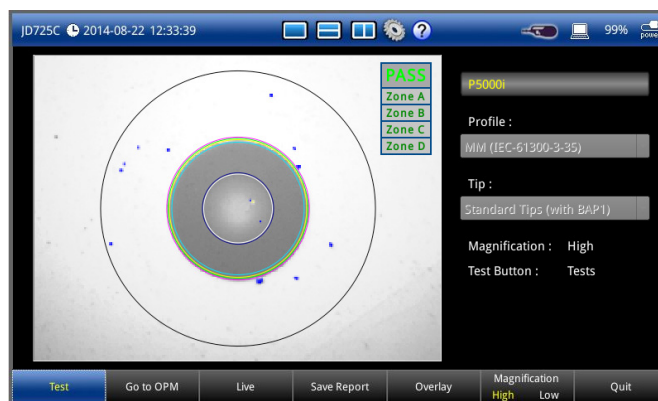 JD725C 2014-08-22 12:33:39 ? 99% power
PASS
Zone A
Zone B
Zone C
Zone D
P5000i
Profile :
MM (IEC-61300-3-35)
Tip :
Standard Tips (with BAP1)
Magnification : High
Test Button : Tests
Test
Go to OPM
Live
Save Report
Overlay
Magnification
High Low
Quit